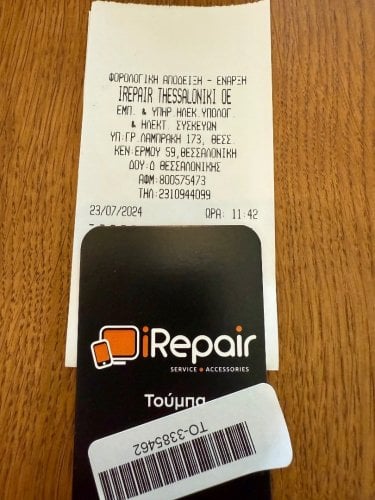 ΦΟΡΟΛΟΓΙΚΗ ΑΠΟΔΕΙΞΗ - ΕΝΑΡΞΗ
IREPAIR THESSALONIKI OE
ΕΜΠ. & ΥΠΗΡ.ΗΛΕΚ.ΥΠΟΛΟΓ.
& ΗΛΕΚΤ. ΣΥΣΚΕΥΩΝ
ΥΠ:ΓΡ.ΛΑΜΠΡΑΚΗ 173, ΘΕΣΣ.
ΚΕΝ:ΕΡΜΟΥ 59,ΘΕΣΣΑΛΟΝΙΚΗ
ΔΟΥ:Δ ΘΕΣΣΑΛΟΝΙΚΗΣ
ΑΦΜ:800575473
ΤΗΛ:2310944099
23/07/2024 ΩΡΑ: 11:42
iRepair
SERVICE ● ACCESSORIES
Τούμπα
TO-3385462